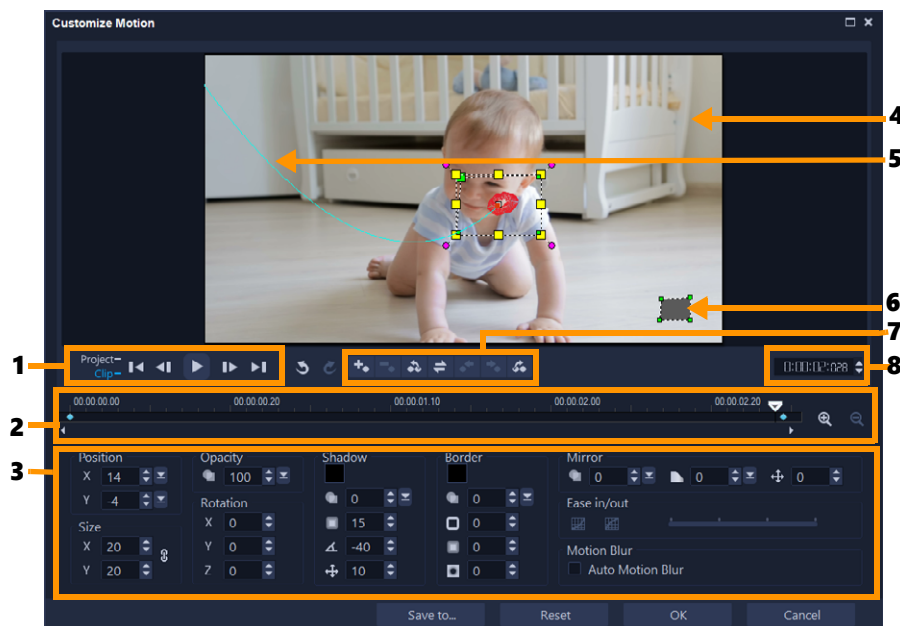 Customize Motion
4
5
6
7
1
Project
Clip
0:00:02:028
8
2
00.00.00.00 00.00.00.20 00.00.01.10 00.00.02.00 00.00.02.20
3
Position Opacity Shadow Border Mirror
X 14 100 0 0
Y 4 Rotation 0 0 Ease in/out
X 0 15 0
Size
X 20 Y 0 -40 0 Motion Blur
Y 20 Z 0 10 0 Auto Motion Blur
0
Save to... Reset OK Cancel